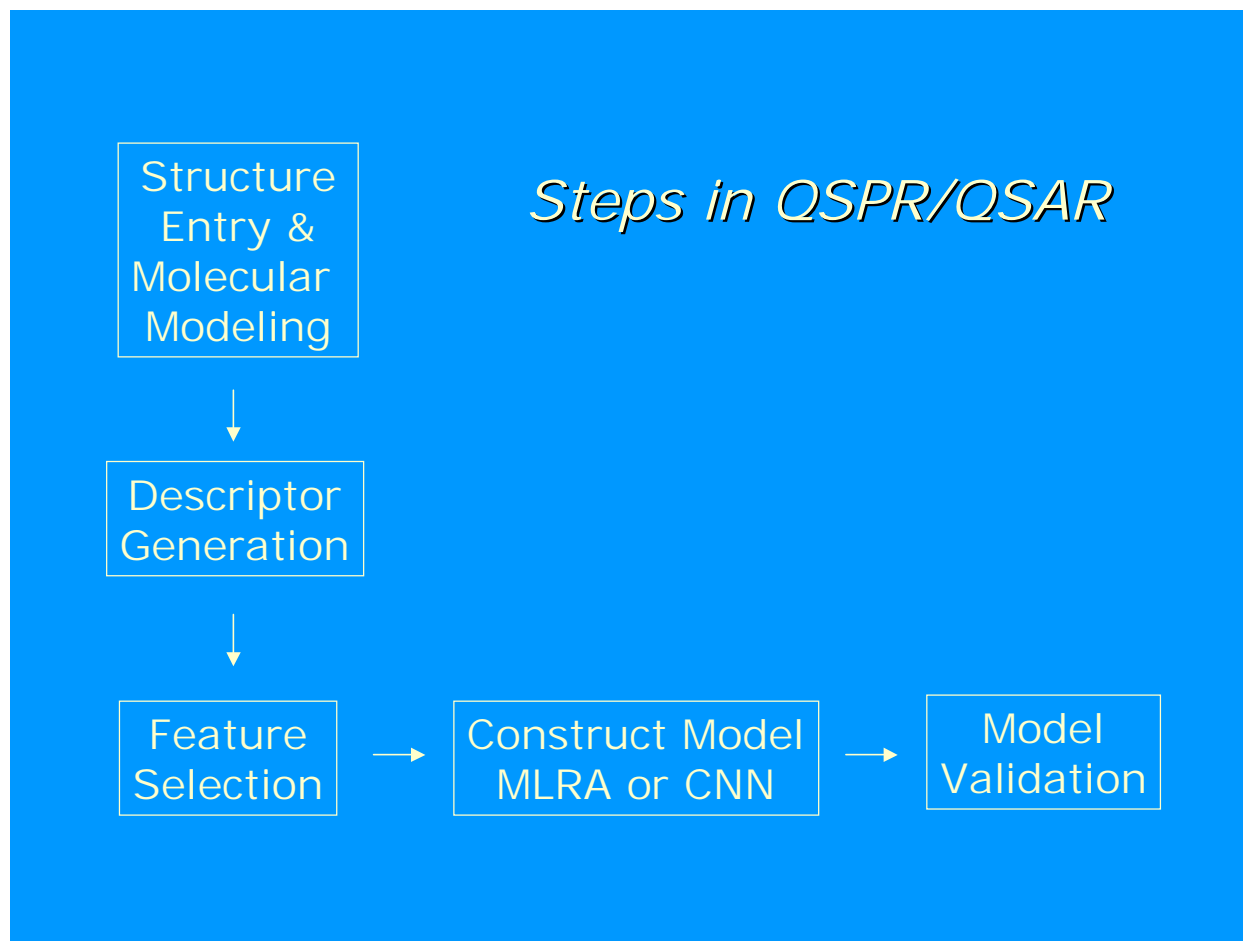 Steps in QSPR/QSAR
Structure
Entry &
Molecular
Modeling
Descriptor
Generation
Feature
Selection
Construct Model
MLRA or CNN
Model
Validation